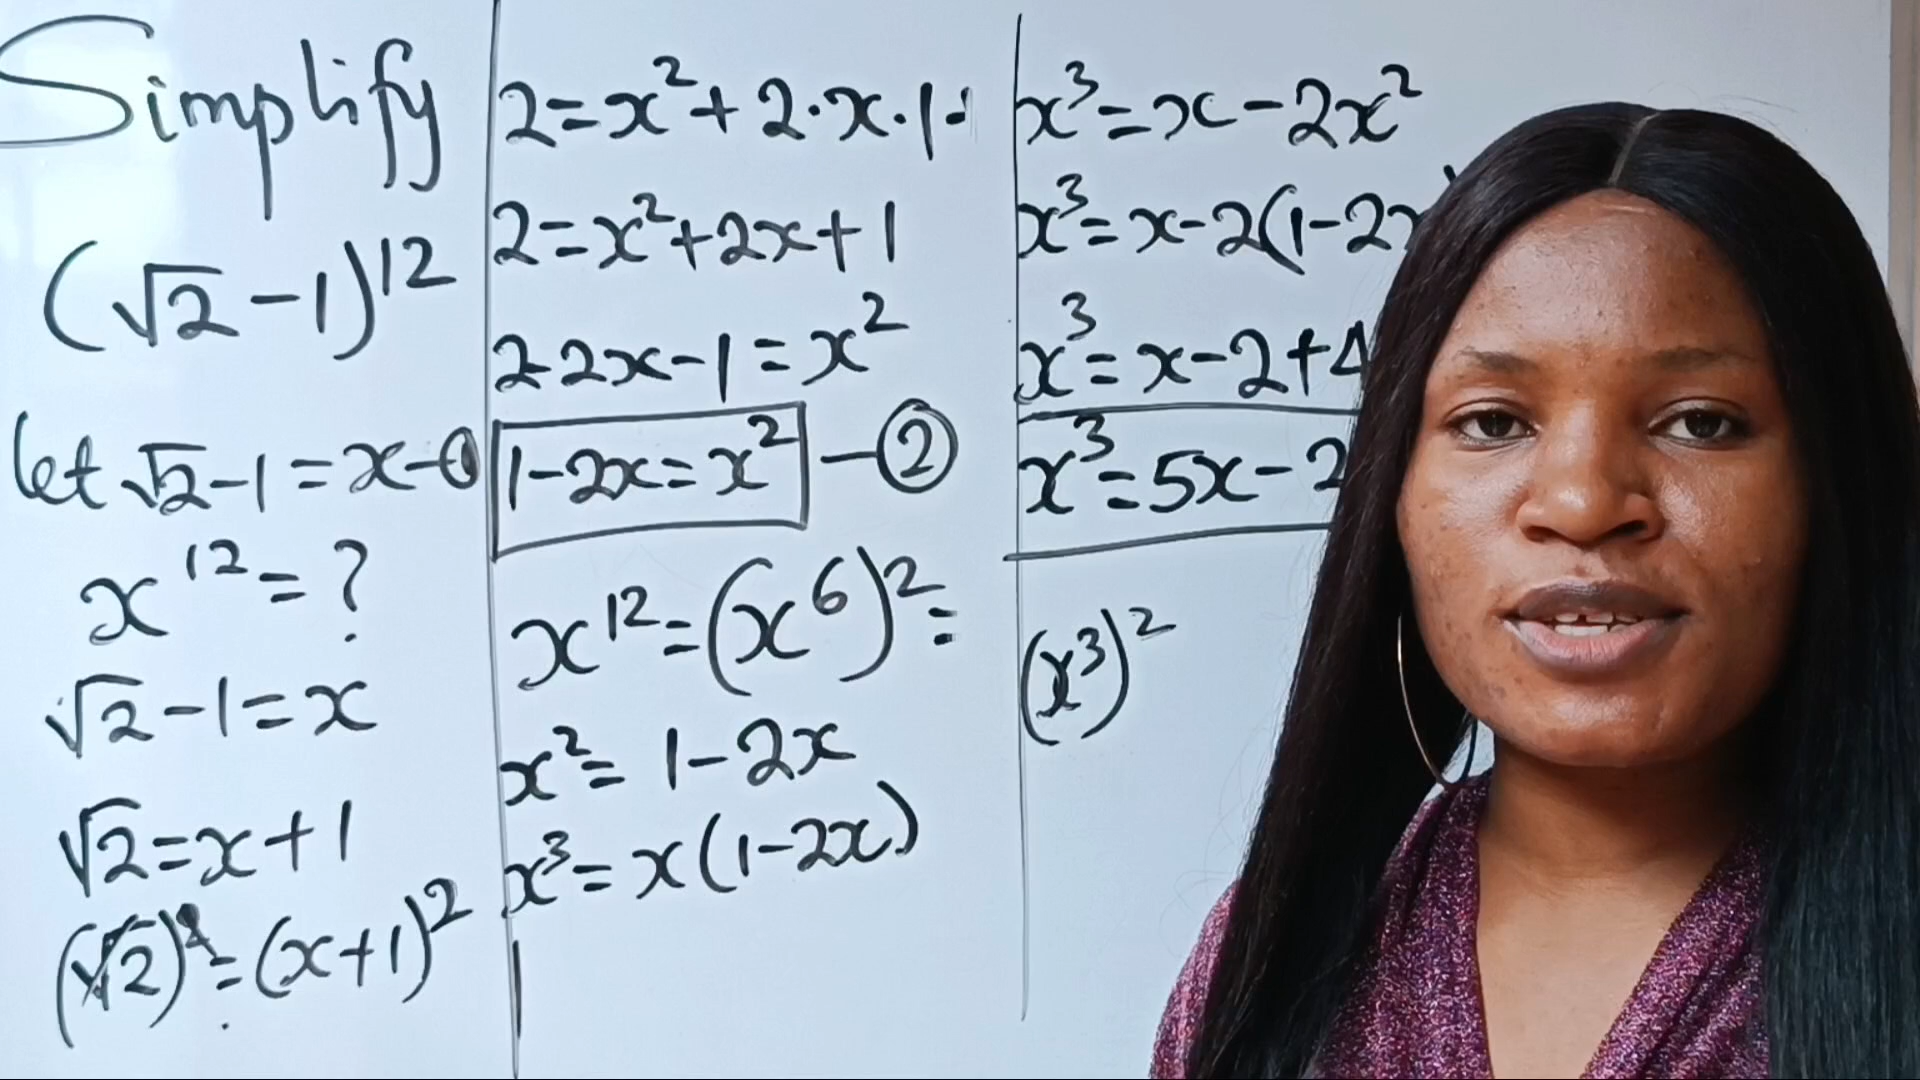 Simplify
(√2-1)^12
let √2-1=x-①
x^12=?
√2-1=x
√2=x+1
(√2)^2=(x+1)^2
2=x^2+2·x·1+
2=x^2+2x+1
2-2x-1=x^2
1-2x=x^2 -②
x^12=(x^6)^2=
x^2=1-2x
x^3=x(1-2x)
x^3=x-2x^2
x^3=x-2(1-2x
x^3=x-2+4
x^3=5x-2
(x^3)^2